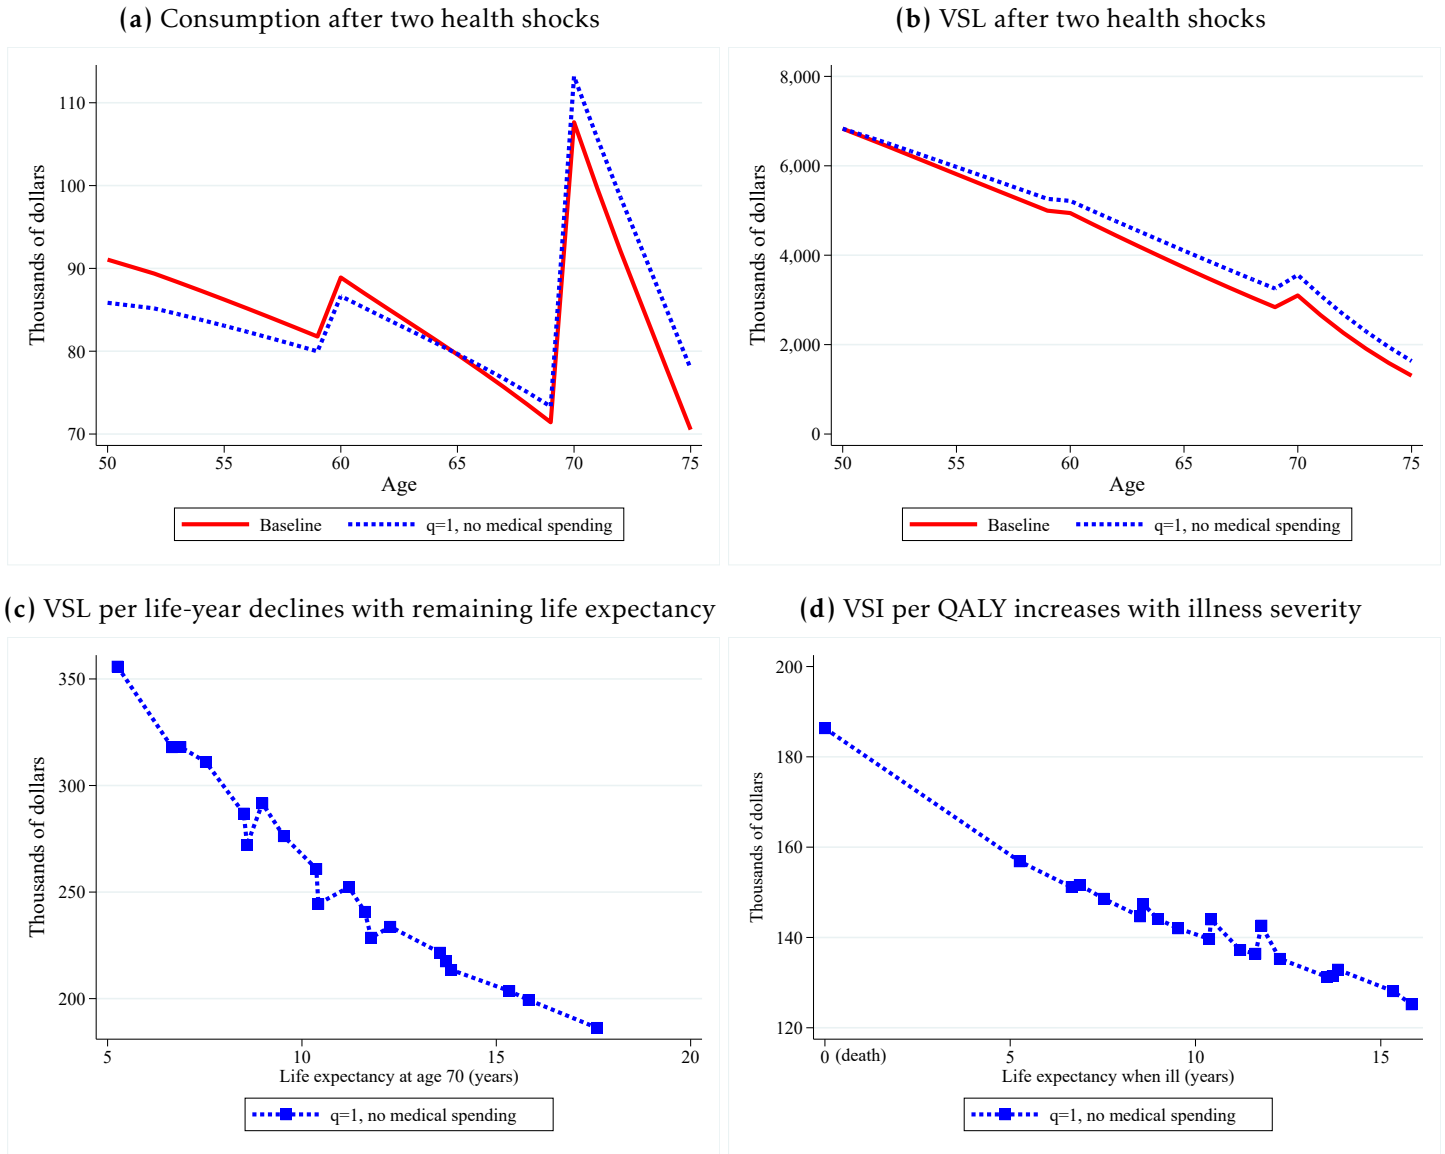 (a) Consumption after two health shocks
Thousands of dollars
110
100
90
80
70
50 55 60 65 70 75
Age
Baseline q=1, no medical spending
(b) VSL after two health shocks
Thousands of dollars
8,000
6,000
4,000
2,000
0
50 55 60 65 70 75
Age
Baseline q=1, no medical spending
(c) VSL per life-year declines with remaining life expectancy
Thousands of dollars
350
300
250
200
5 10 15 20
Life expectancy at age 70 (years)
q=1, no medical spending
(d) VSI per QALY increases with illness severity
Thousands of dollars
200
180
160
140
120
0 (death) 5 10 15
Life expectancy when ill (years)
q=1, no medical spending